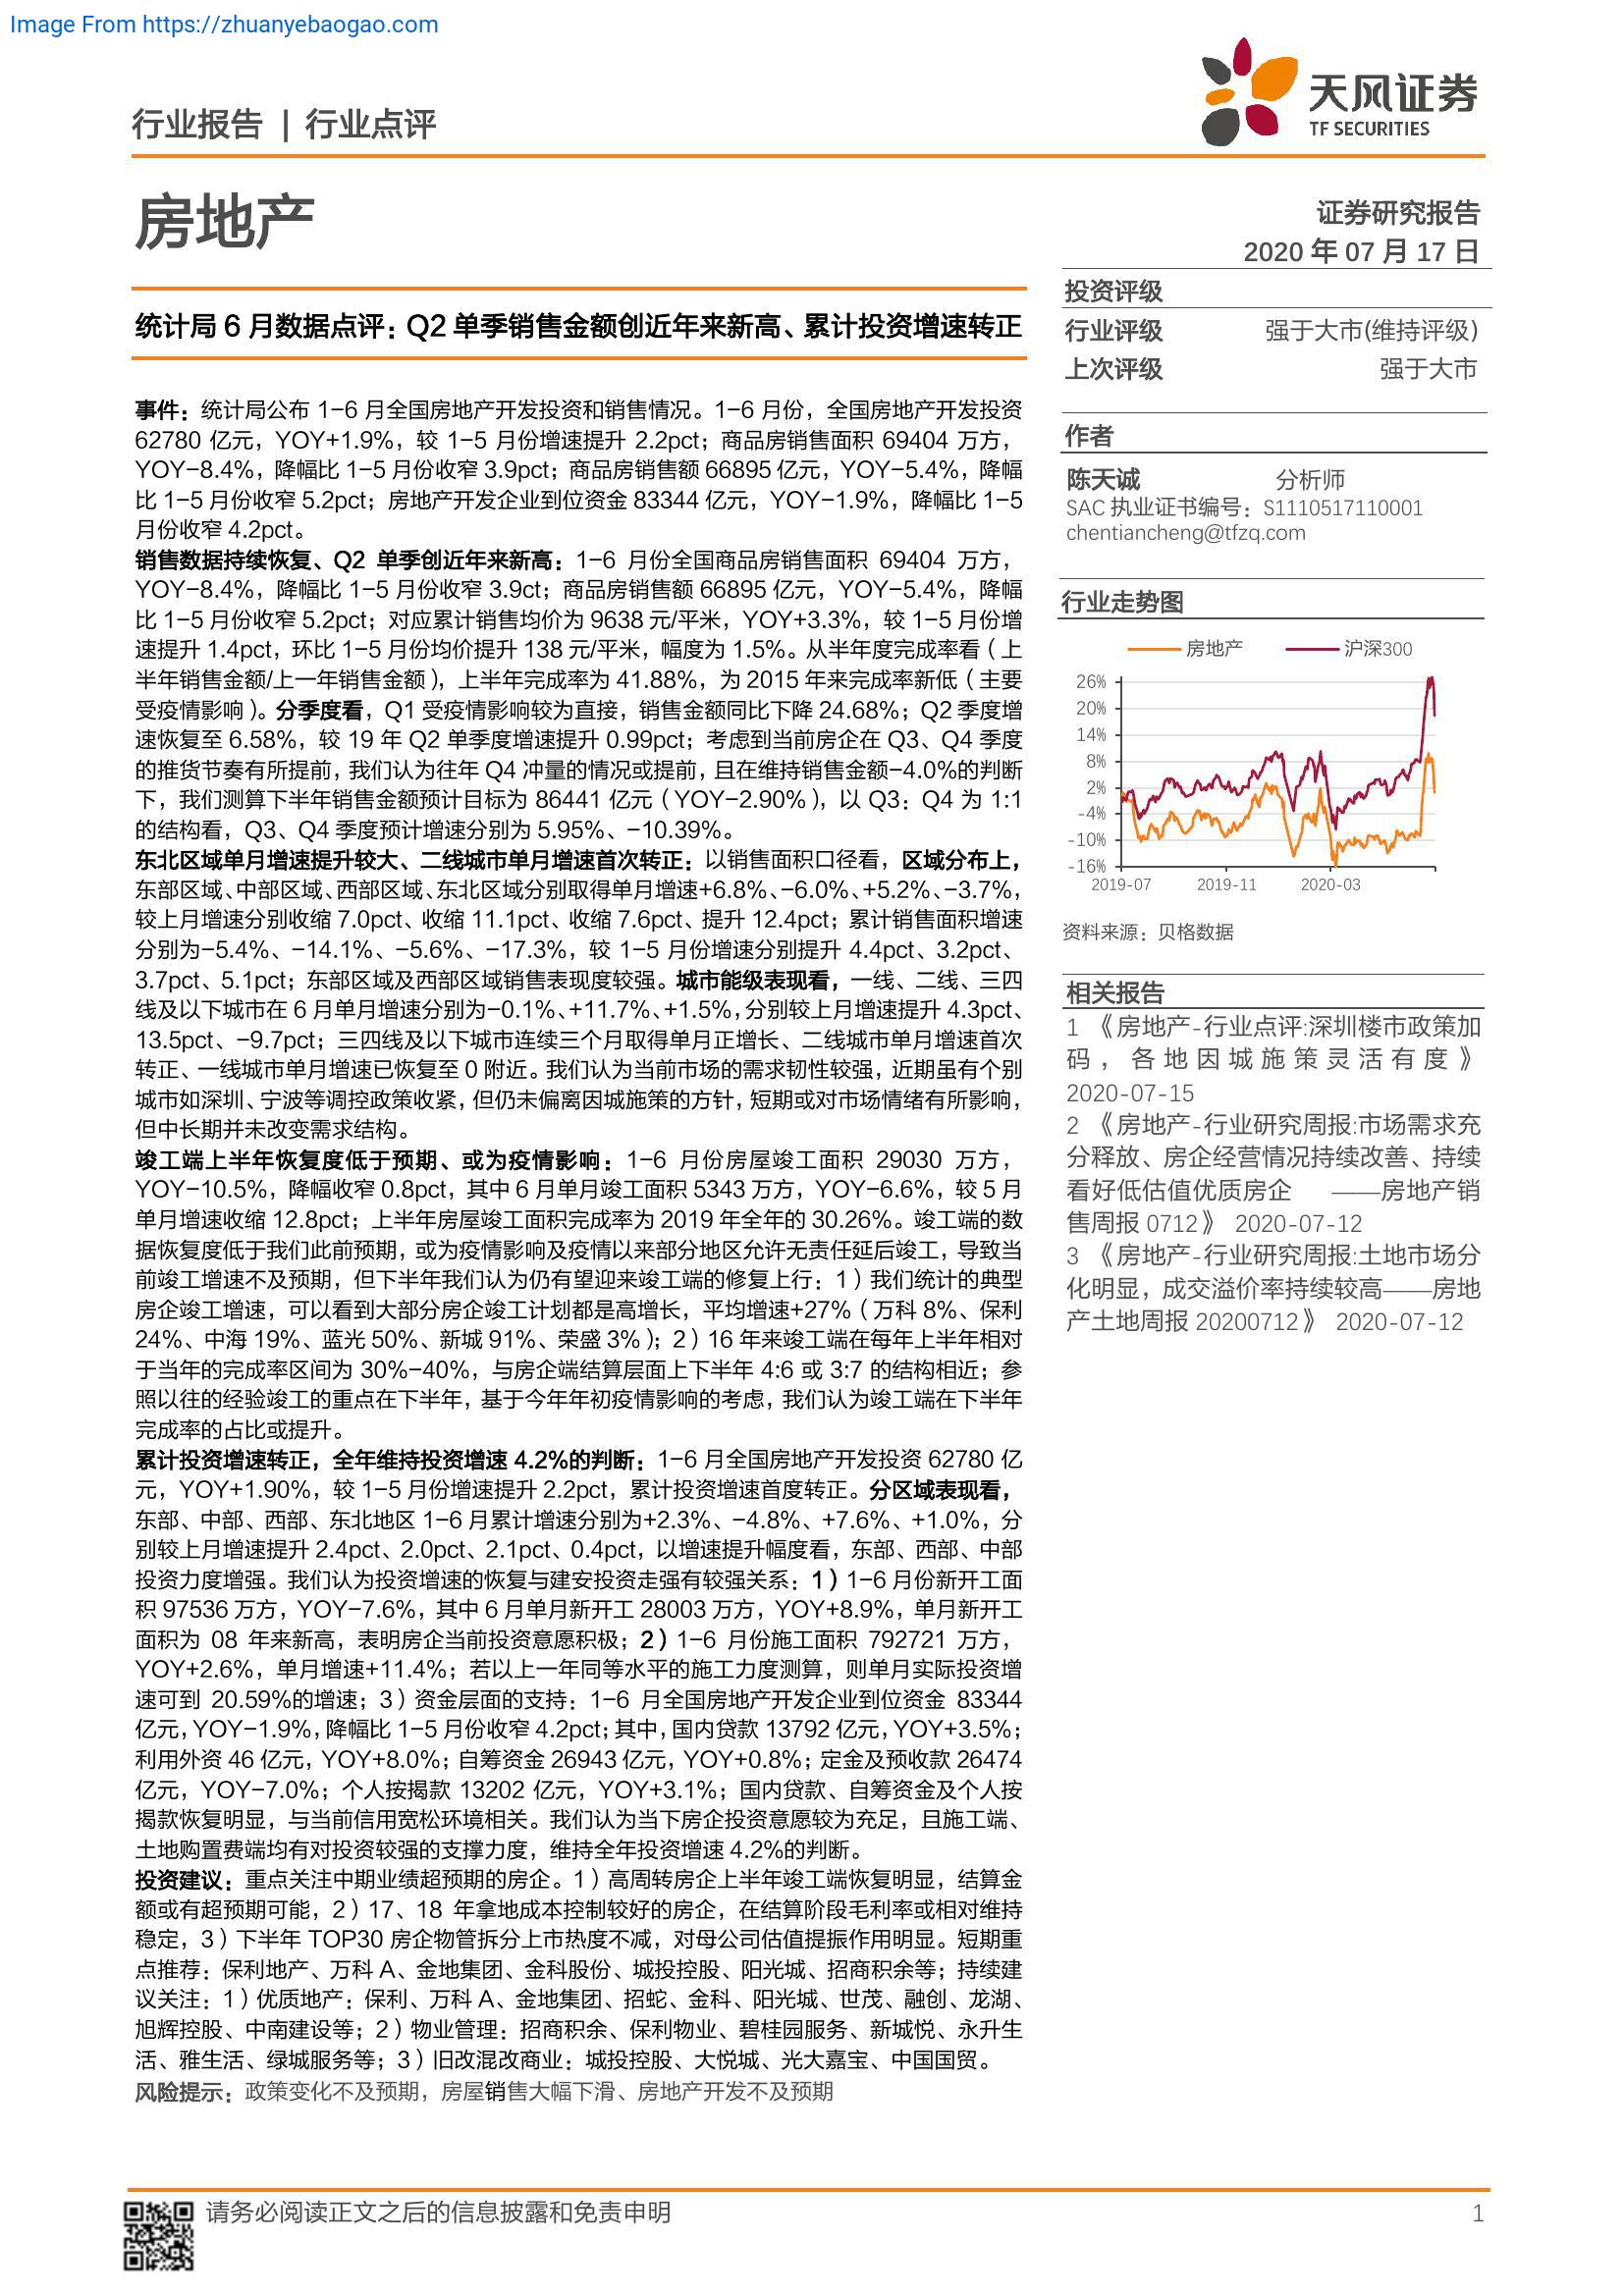 Image From https://zhuanyebaogao.com
行业报告 | 行业点评
天风证券
TF SECURITIES
房地产
证券研究报告
2020 年 07 月 17 日
统计局 6 月数据点评：Q2 单季销售金额创近年来新高、累计投资增速转正
事件：统计局公布 1-6 月全国房地产开发投资和销售情况。1-6 月份，全国房地产开发投资
62780 亿元，YOY+1.9%，较 1-5 月份增速提升 2.2pct；商品房销售面积 69404 万方，
YOY-8.4%，降幅比 1-5 月份收窄 3.9pct；商品房销售额 66895 亿元，YOY-5.4%，降幅
比 1-5 月份收窄 5.2pct；房地产开发企业到位资金 83344 亿元，YOY-1.9%，降幅比 1-5
月份收窄 4.2pct。
销售数据持续恢复、Q2 单季创近年来新高：1-6 月份全国商品房销售面积 69404 万方，
YOY-8.4%，降幅比 1-5 月份收窄 3.9ct；商品房销售额 66895 亿元，YOY-5.4%，降幅
比 1-5 月份收窄 5.2pct；对应累计销售均价为 9638 元/平米，YOY+3.3%，较 1-5 月份增
速提升 1.4pct，环比 1-5 月份均价提升 138 元/平米，幅度为 1.5%。从半年度完成率看（上
半年销售金额/上一年销售金额），上半年完成率为 41.88%，为 2015 年来完成率新低（主要
受疫情影响）。分季度看，Q1 受疫情影响较为直接，销售金额同比下降 24.68%；Q2 季度增
速恢复至 6.58%，较 19 年 Q2 单季度增速提升 0.99pct；考虑到当前房企在 Q3、Q4 季度
的推货节奏有所提前，我们认为往年 Q4 冲量的情况或提前，且在维持销售金额-4.0%的判断
下，我们测算下半年销售金额预计目标为 86441 亿元（YOY-2.90%），以 Q3：Q4 为 1:1
的结构看，Q3、Q4 季度预计增速分别为 5.95%、-10.39%。
东北区域单月增速提升较大、二线城市单月增速首次转正：以销售面积口径看，区域分布上，
东部区域、中部区域、西部区域、东北区域分别取得单月增速+6.8%、-6.0%、+5.2%、-3.7%，
较上月增速分别收缩 7.0pct、收缩 11.1pct、收缩 7.6pct、提升 12.4pct；累计销售面积增速
分别为-5.4%、-14.1%、-5.6%、-17.3%，较 1-5 月份增速分别提升 4.4pct、3.2pct、
3.7pct、5.1pct；东部区域及西部区域销售表现度较强。城市能级表现看，一线、二线、三四
线及以下城市在 6 月单月增速分别为-0.1%、+11.7%、+1.5%，分别较上月增速提升 4.3pct、
13.5pct、-9.7pct；三四线及以下城市连续三个月取得单月正增长、二线城市单月增速首次
转正、一线城市单月增速已恢复至 0 附近。我们认为当前市场的需求韧性较强，近期虽有个别
城市如深圳、宁波等调控政策收紧，但仍未偏离因城施策的方针，短期或对市场情绪有所影响，
但中长期并未改变需求结构。
竣工端上半年恢复度低于预期、或为疫情影响：1-6 月份房屋竣工面积 29030 万方，
YOY-10.5%，降幅收窄 0.8pct，其中 6 月单月竣工面积 5343 万方，YOY-6.6%，较 5 月
单月增速收缩 12.8pct；上半年房屋竣工面积完成率为 2019 年全年的 30.26%。竣工端的数
据恢复度低于我们此前预期，或为疫情影响及疫情以来部分地区允许无责任延后竣工，导致当
前竣工增速不及预期，但下半年我们认为仍有望迎来竣工端的修复上行：1）我们统计的典型
房企竣工增速，可以看到大部分房企竣工计划都是高增长，平均增速+27%（万科 8%、保利
24%、中海 19%、蓝光 50%、新城 91%、荣盛 3%）；2）16 年来竣工端在每年上半年相对
于当年的完成率区间为 30%-40%，与房企端结算层面上下半年 4:6 或 3:7 的结构相近；参
照以往的经验竣工的重点在下半年，基于今年年初疫情影响的考虑，我们认为竣工端在下半年
完成率的占比或提升。
累计投资增速转正，全年维持投资增速 4.2%的判断：1-6 月全国房地产开发投资 62780 亿
元，YOY+1.90%，较 1-5 月份增速提升 2.2pct，累计投资增速首度转正。分区域表现看，
东部、中部、西部、东北地区 1-6 月累计增速分别为+2.3%、-4.8%、+7.6%、+1.0%，分
别较上月增速提升 2.4pct、2.0pct、2.1pct、0.4pct，以增速提升幅度看，东部、西部、中部
投资力度增强。我们认为投资增速的恢复与建安投资走强有较强关系：1）1-6 月份新开工面
积 97536 万方，YOY-7.6%，其中 6 月单月新开工 28003 万方，YOY+8.9%，单月新开工
面积为 08 年来新高，表明房企当前投资意愿积极；2）1-6 月份施工面积 792721 万方，
YOY+2.6%，单月增速+11.4%；若以上一年同等水平的施工力度测算，则单月实际投资增
速可到 20.59%的增速；3）资金层面的支持：1-6 月全国房地产开发企业到位资金 83344
亿元，YOY-1.9%，降幅比 1-5 月份收窄 4.2pct；其中，国内贷款 13792 亿元，YOY+3.5%；
利用外资 46 亿元，YOY+8.0%；自筹资金 26943 亿元，YOY+0.8%；定金及预收款 26474
亿元，YOY-7.0%；个人按揭款 13202 亿元，YOY+3.1%；国内贷款、自筹资金及个人按
揭款恢复明显，与当前信用宽松环境相关。我们认为当下房企投资意愿较为充足，且施工端、
土地购置费端均有对投资较强的支撑力度，维持全年投资增速 4.2%的判断。
投资建议：重点关注中期业绩超预期的房企。1）高周转房企上半年竣工端恢复明显，结算金
额或有超预期可能，2）17、18 年拿地成本控制较好的房企，在结算阶段毛利率或相对维持
稳定，3）下半年 TOP30 房企物管拆分上市热度不减，对母公司估值提振作用明显。短期重
点推荐：保利地产、万科 A、金地集团、金科股份、城投控股、阳光城、招商积余等；持续建
议关注：1）优质地产：保利、万科 A、金地集团、招蛇、金科、阳光城、世茂、融创、龙湖、
旭辉控股、中南建设等；2）物业管理：招商积余、保利物业、碧桂园服务、新城悦、永升生
活、雅生活、绿城服务等；3）旧改混改商业：城投控股、大悦城、光大嘉宝、中国国贸。
风险提示：政策变化不及预期，房屋销售大幅下滑、房地产开发不及预期
投资评级
行业评级 强于大市(维持评级)
上次评级 强于大市
作者
陈天诚 分析师
SAC 执业证书编号：S1110517110001
chentiancheng@tfzq.com
行业走势图
房地产 沪深300
26%
20%
14%
8%
2%
-4%
-10%
-16%
2019-07 2019-11 2020-03
资料来源：贝格数据
相关报告
1 《房地产-行业点评:深圳楼市政策加
码，各地因城施策灵活有度》
2020-07-15
2 《房地产-行业研究周报:市场需求充
分释放、房企经营情况持续改善、持续
看好低估值优质房企 ——房地产销
售周报 0712》 2020-07-12
3 《房地产-行业研究周报:土地市场分
化明显，成交溢价率持续较高——房地
产土地周报 20200712》 2020-07-12
请务必阅读正文之后的信息披露和免责申明
1